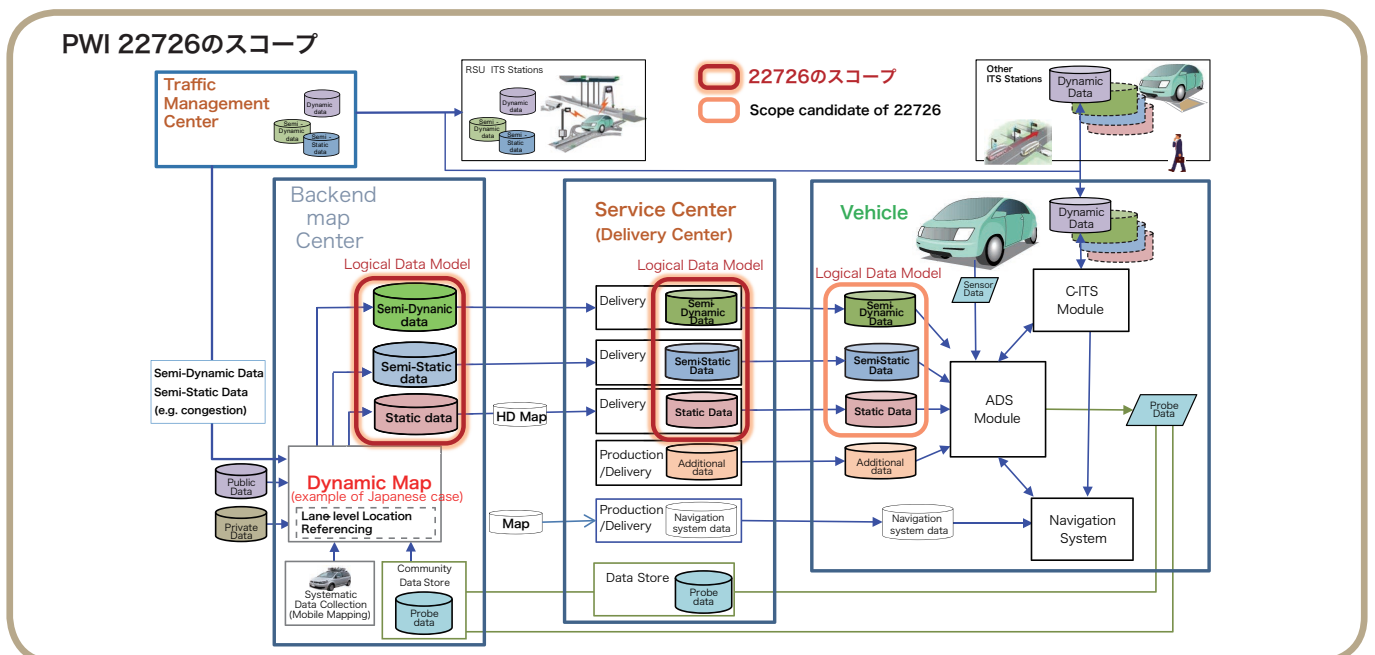 PWI 22726のスコープ
Traffic
Management
Center
Dynamic
data
Semi -
Dynamic
data
Semi -
Static
data
RSU ITS Stations
Dynamic
data
Semi -
Dynamic
data
Semi -
Static
data
22726のスコープ
Scope candidate of 22726
Other
ITS Stations
Dynamic
Data
Backend
map
Center
Logical Data Model
Semi-Dynanic
data
Semi-Static
data
Static data
Semi-Dynamic Data
Semi-Static Data
(e.g. congestion)
Public
Data
Private
Data
Dynamic Map
(example of Japanese case)
Lane-level Location
Referencing
Systematic
Data Collection
(Mobile Mapping)
Community
Data Store
Probe
data
HD Map
Map
Service Center
(Delivery Center)
Logical Data Model
Delivery
Semi-
Dynamic
Data
Delivery
Semi-Static
Data
Delivery
Static Data
Production
/Delivery
Additional
data
Production
/Delivery
Navigation
system data
Data Store
Probe
data
Vehicle
Dynamic
Data
Logical Data Model
Sensor
Data
C-ITS
Module
Semi-
Dynamic
Data
Semi-Static
Data
Static Data
Additional
data
ADS
Module
Probe
Data
Navigation
system data
Navigation
System